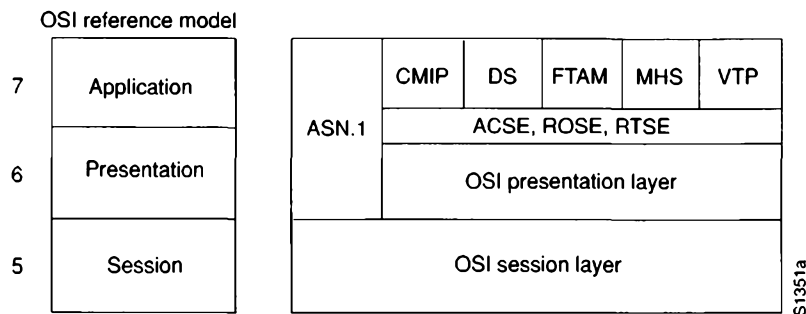 OSI reference model
7
Application
6
Presentation
5
Session
ASN.1
CMIP
DS
FTAM
MHS
VTP
ACSE, ROSE, RTSE
OSI presentation layer
OSI session layer
S1351a